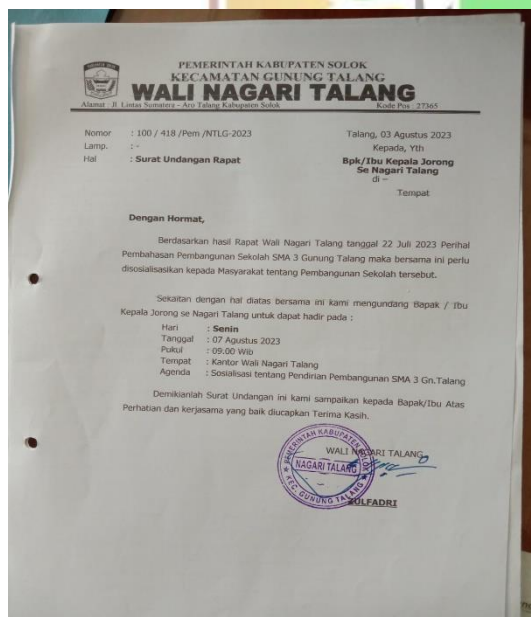 PEMERINTAH KABUPATEN SOLOK
KECAMATAN GUNUNG TALANG
WALI NAGARI TALANG
Alamat : Jl. Lintas Sumatera - Aro Talang Kabupaten Solok Kode Pos : 27365
Nomor : 100 / 418 /Pem /NTLG-2023
Lamp. : -
Hal : Surat Undangan Rapat
Talang, 03 Agustus 2023
Kepada, Yth
Bpk/Ibu Kepala Jorong
Se Nagari Talang
di –
Tempat
Dengan Hormat,
Berdasarkan hasil Rapat Wali Nagari Talang tanggal 22 Juli 2023 Perihal
Pembahasan Pembangunan Sekolah SMA 3 Gunung Talang maka bersama ini perlu
disosialisasikan kepada Masyarakat tentang Pembangunan Sekolah tersebut.
Sekaitan dengan hal diatas bersama ini kami mengundang Bapak / Ibu
Kepala Jorong se Nagari Talang untuk dapat hadir pada :
Hari : Senin
Tanggal : 07 Agustus 2023
Pukul : 09.00 Wib
Tempat : Kantor Wali Nagari Talang
Agenda : Sosialisasi tentang Pendirian Pembangunan SMA 3 Gn.Talang
Demikianlah Surat Undangan ini kami sampaikan kepada Bapak/Ibu Atas
Perhatian dan kerjasama yang baik diucapkan Terima Kasih.
WALI NAGARI TALANG
PEMERINTAH KABUPATEN SOLOK
NAGARI TALANG
KEC. GUNUNG TALANG
ZULFADRI